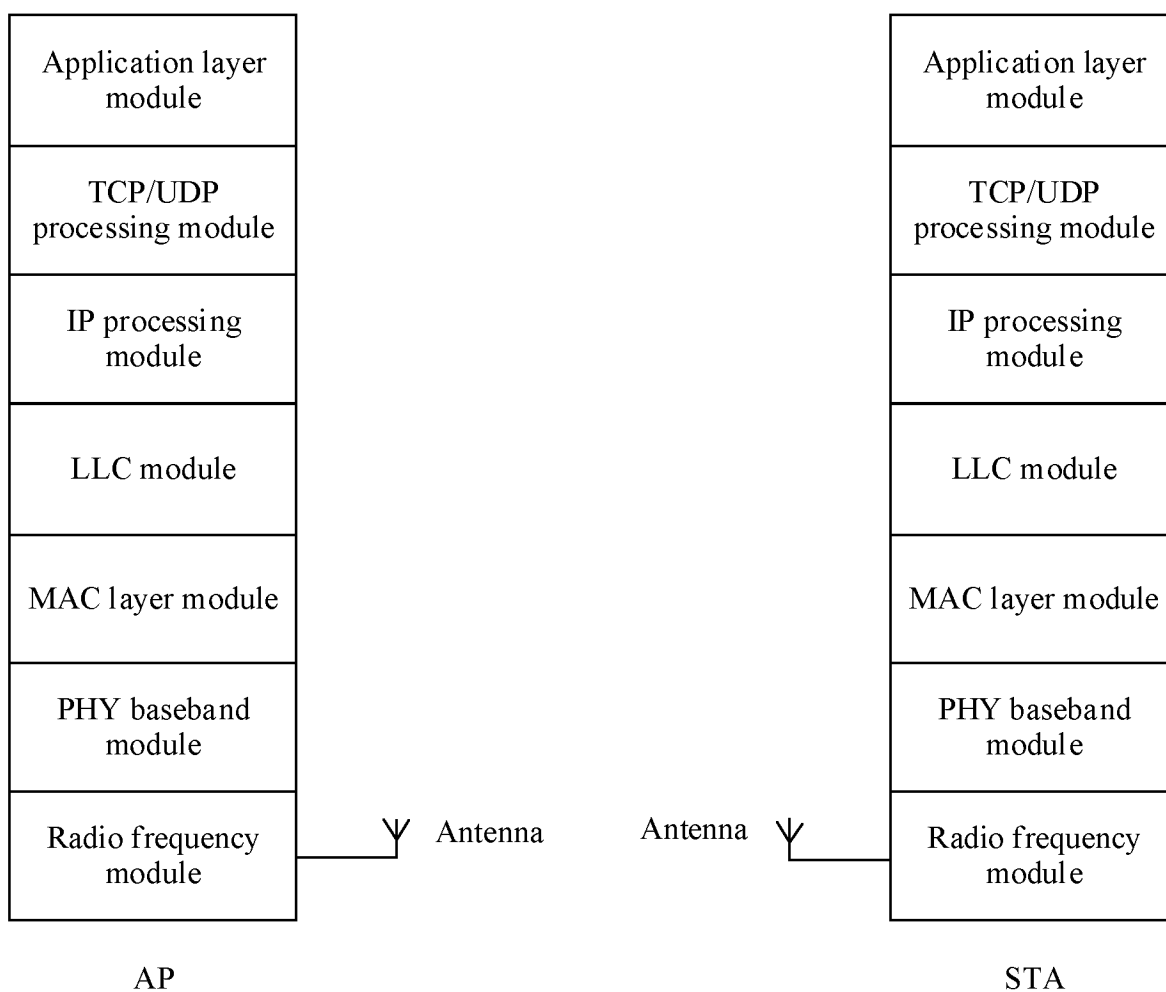 Application layer
module
TCP/UDP
processing module
IP processing
module
LLC module
MAC layer module
PHY baseband
module
Radio frequency
module
Antenna
AP
Application layer
module
TCP/UDP
processing module
IP processing
module
LLC module
MAC layer module
PHY baseband
module
Antenna
Radio frequency
module
STA